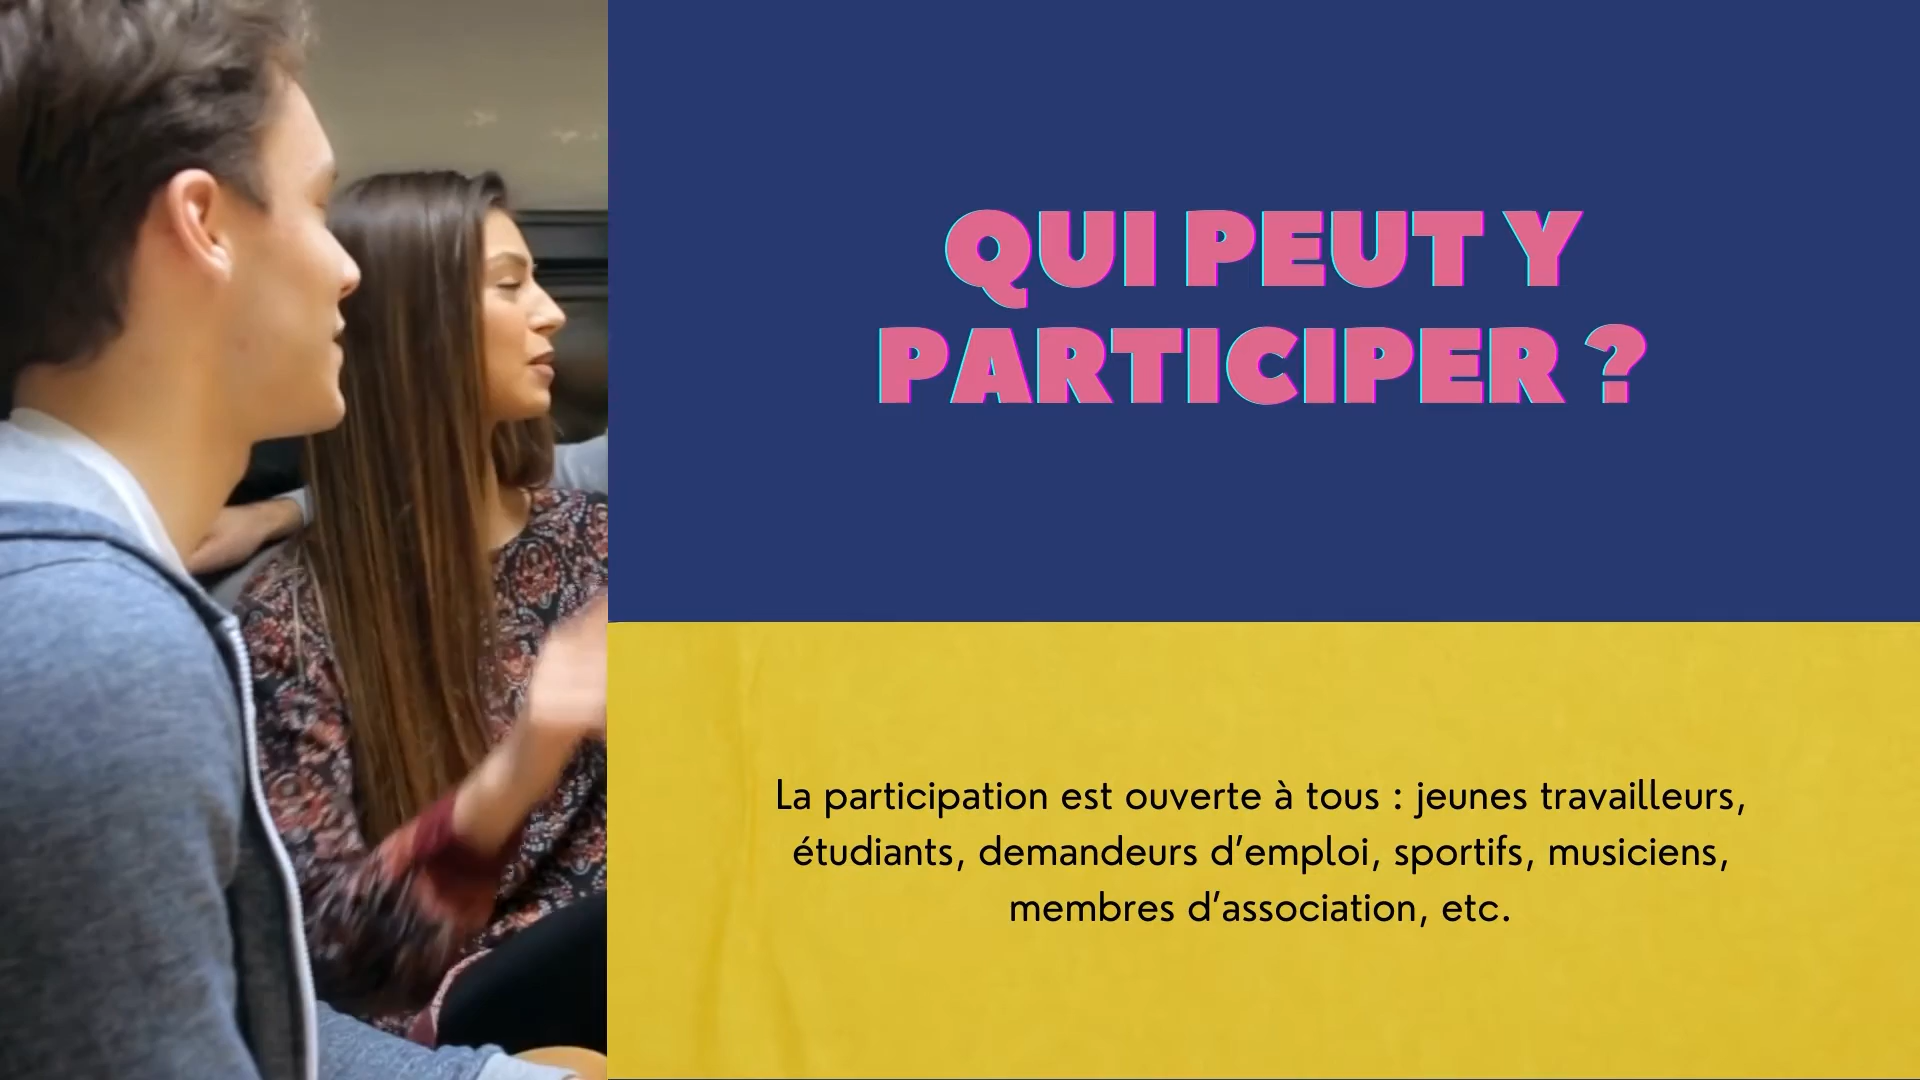 QUI PEUT Y
PARTICIPER ?
La participation est ouverte à tous : jeunes travailleurs,
étudiants, demandeurs d’emploi, sportifs, musiciens,
membres d’association, etc.